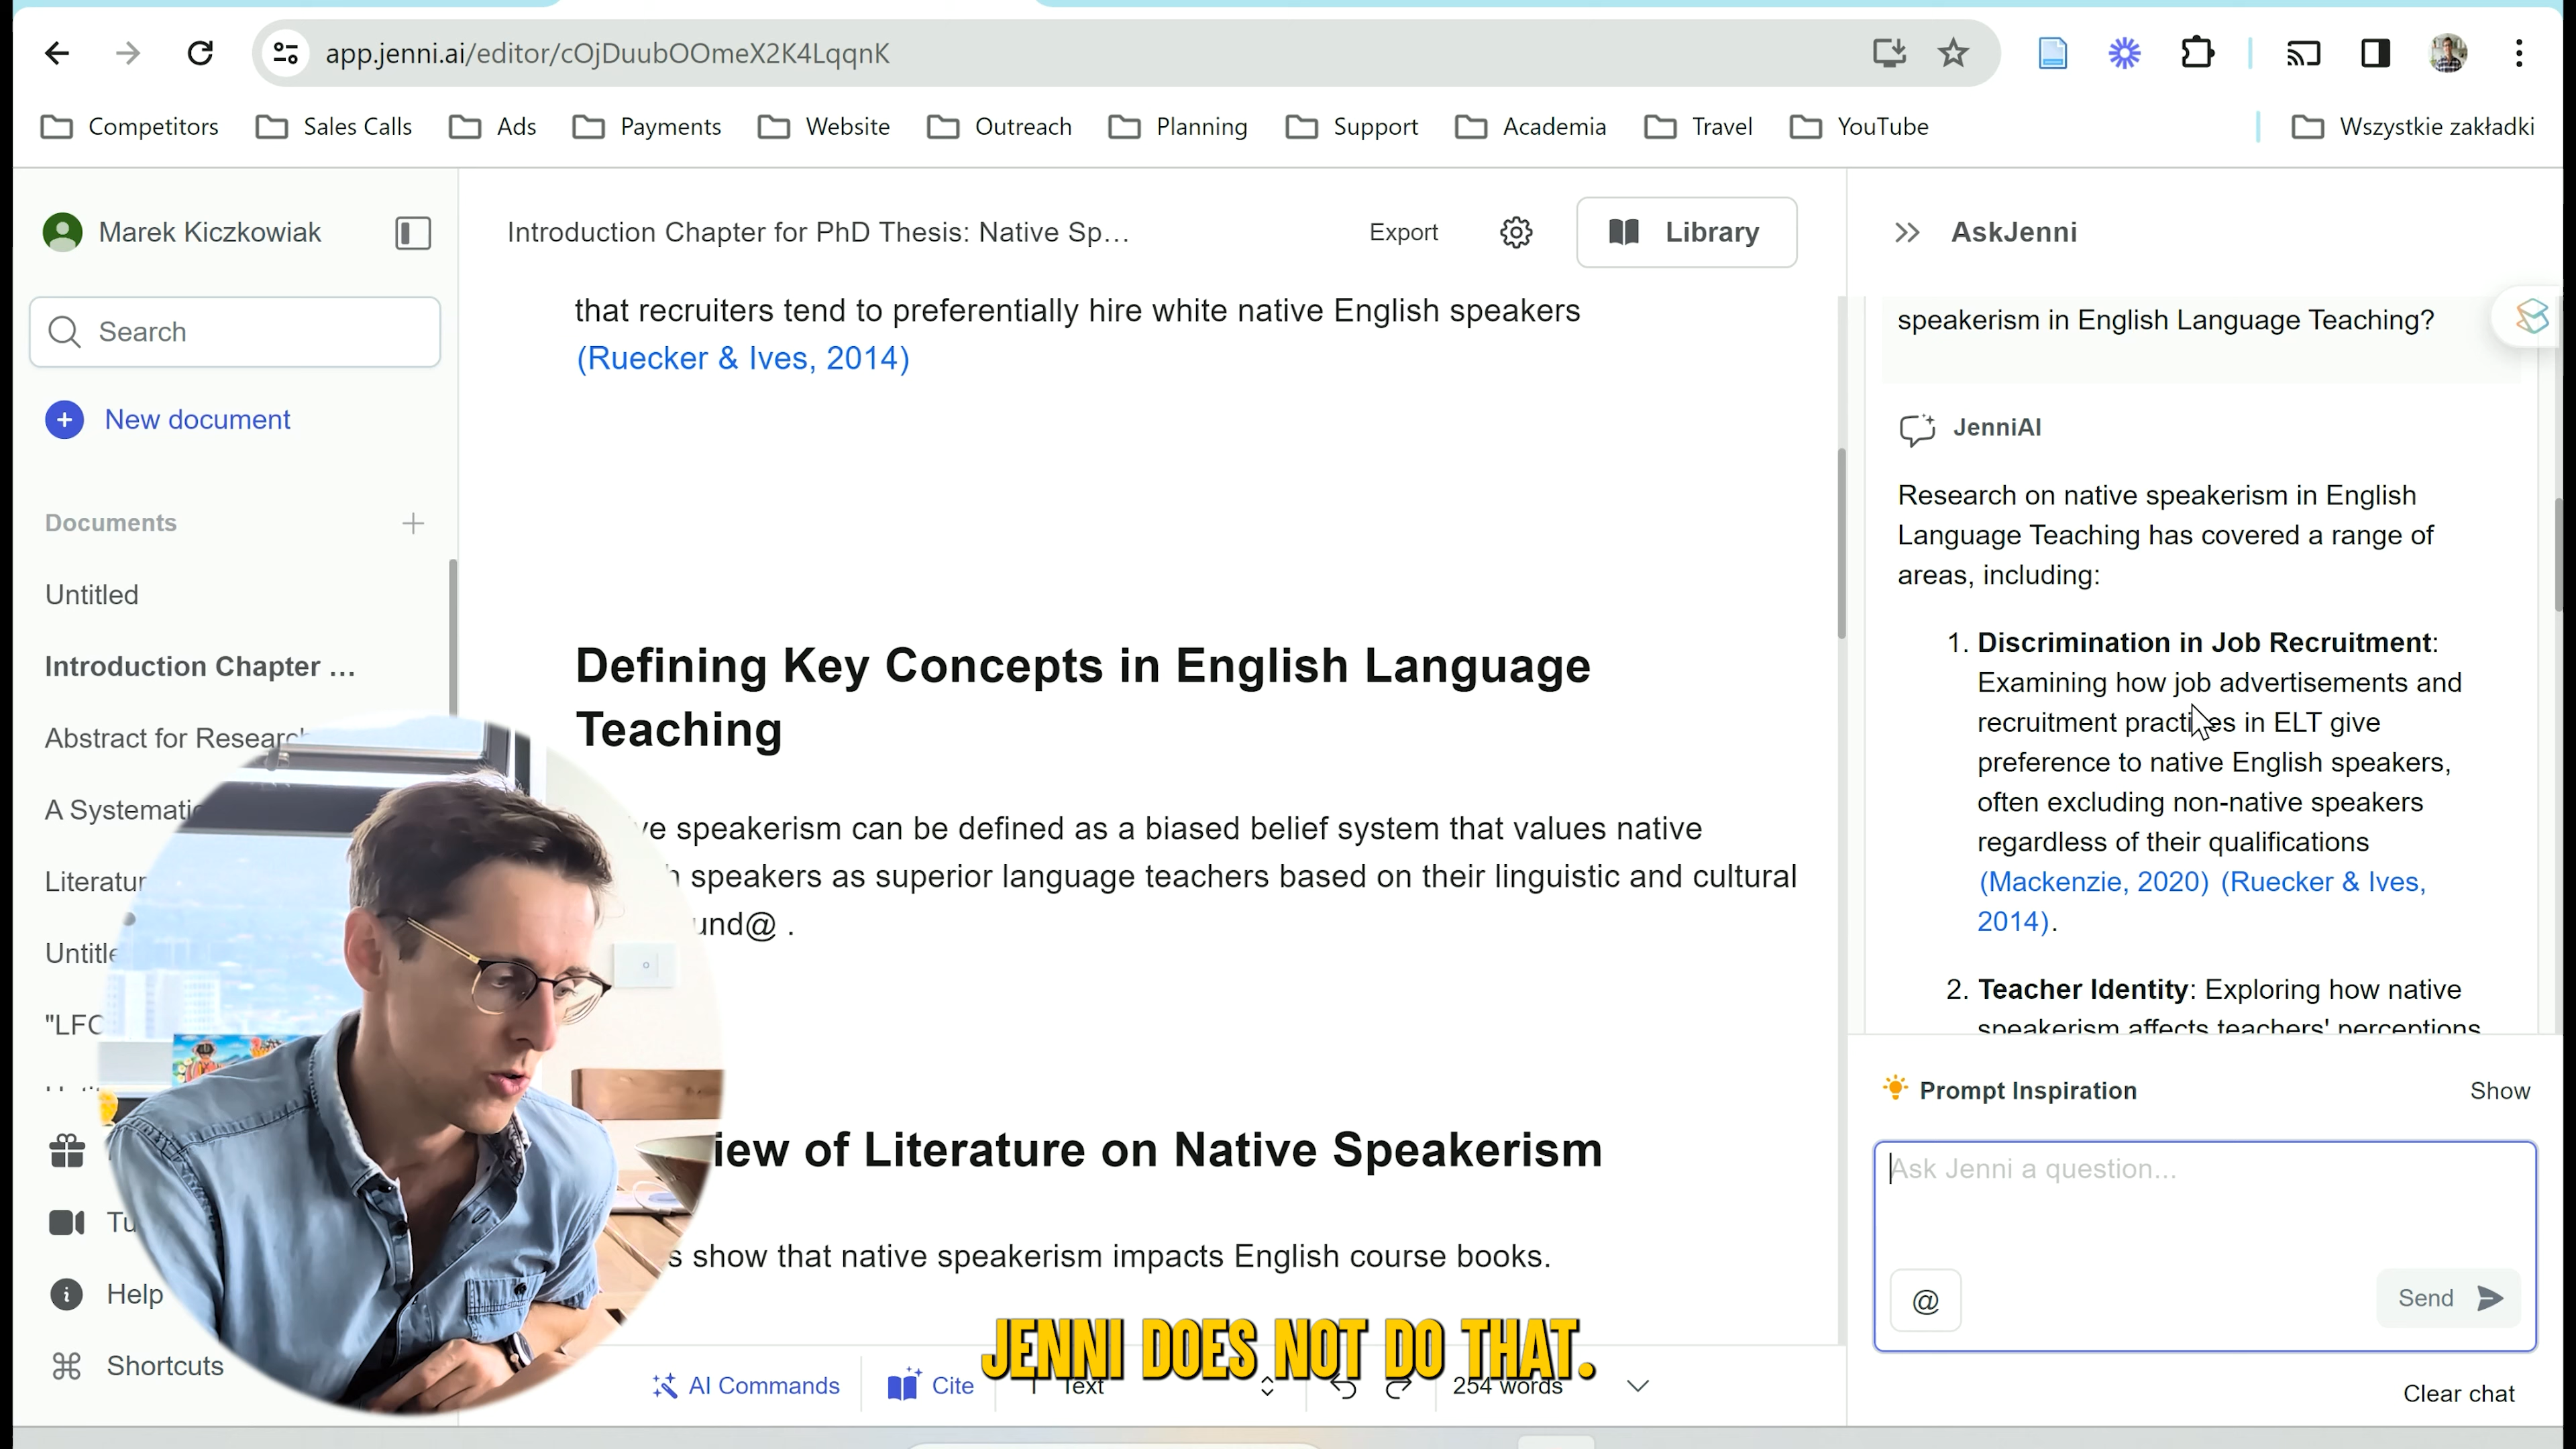 app.jenni.ai/editor/cOjDuubOOmeX2K4LqqnK
Competitors Sales Calls Ads Payments Website Outreach Planning Support Academia Travel YouTube Wszystkie zakładki
Marek Kiczkowiak
Search
New document
Documents
Untitled
Introduction Chapter ...
Abstract for
A
"LFC
Help
Shortcuts
Introduction Chapter for PhD Thesis: Native Sp...
Export
Library
that recruiters tend to preferentially hire white native English speakers
(Ruecker & Ives, 2014)
Defining Key Concepts in English Language
Teaching
speakerism can be defined as a biased belief system that values native
speakers as superior language teachers based on their linguistic and cultural
@ .
of Literature on Native Speakerism
show that native speakerism impacts English course books.
JENNI DOES NOT DO THAT.
AI Commands Cite Text 254 words
AskJenni
speakerism in English Language Teaching?
JenniAI
Research on native speakerism in English
Language Teaching has covered a range of
areas, including:
1. Discrimination in Job Recruitment:
Examining how job advertisements and
recruitment practices in ELT give
preference to native English speakers,
often excluding non-native speakers
regardless of their qualifications
(Mackenzie, 2020) (Ruecker & Ives,
2014).
2. Teacher Identity: Exploring how native
speakerism affects teachers' perceptions
Prompt Inspiration
Show
Ask Jenni a question...
@
Send
Clear chat